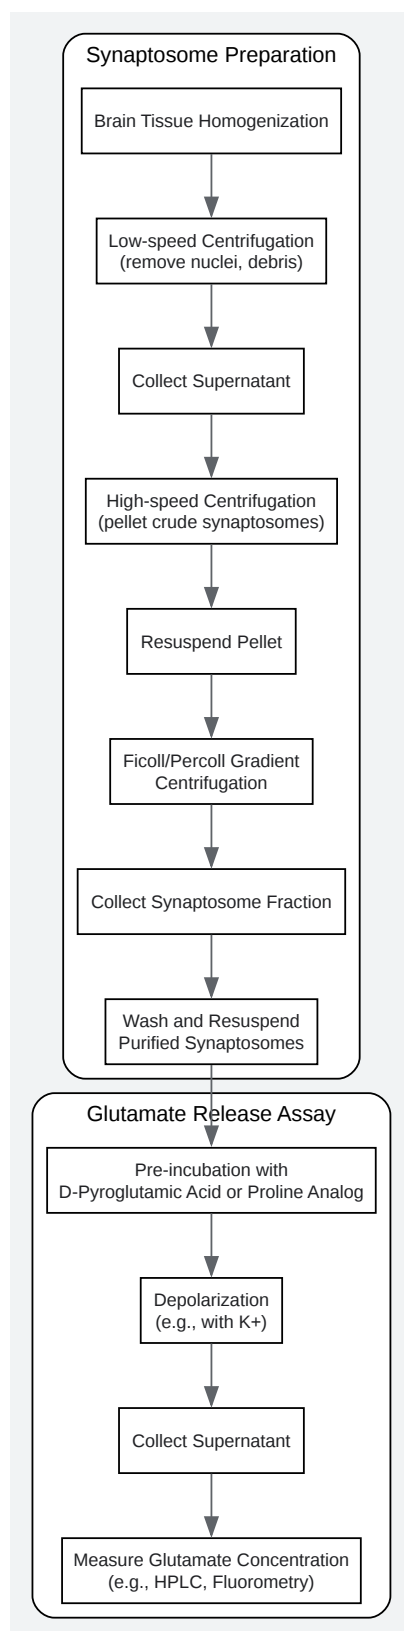 Synaptosome Preparation
Brain Tissue Homogenization
Low-speed Centrifugation
(remove nuclei, debris)
Collect Supernatant
High-speed Centrifugation
(pellet crude synaptosomes)
Resuspend Pellet
Ficoll/Percoll Gradient
Centrifugation
Collect Synaptosome Fraction
Wash and Resuspend
Purified Synaptosomes
Glutamate Release Assay
Pre-incubation with
D-Pyroglutamic Acid or Proline Analog
Depolarization
(e.g., with K+)
Collect Supernatant
Measure Glutamate Concentration
(e.g., HPLC, Fluorometry)